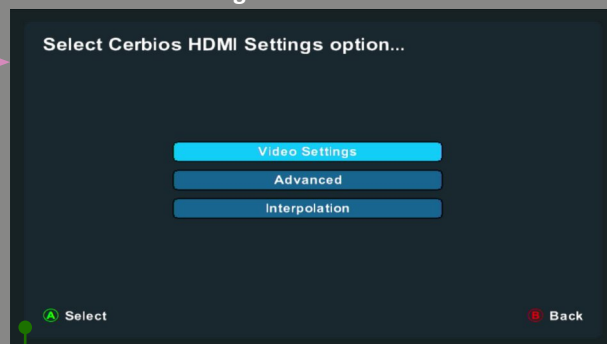 Select Cerbios HDMI Settings option...
Video Settings
Advanced
Interpolation
A Select
B Back